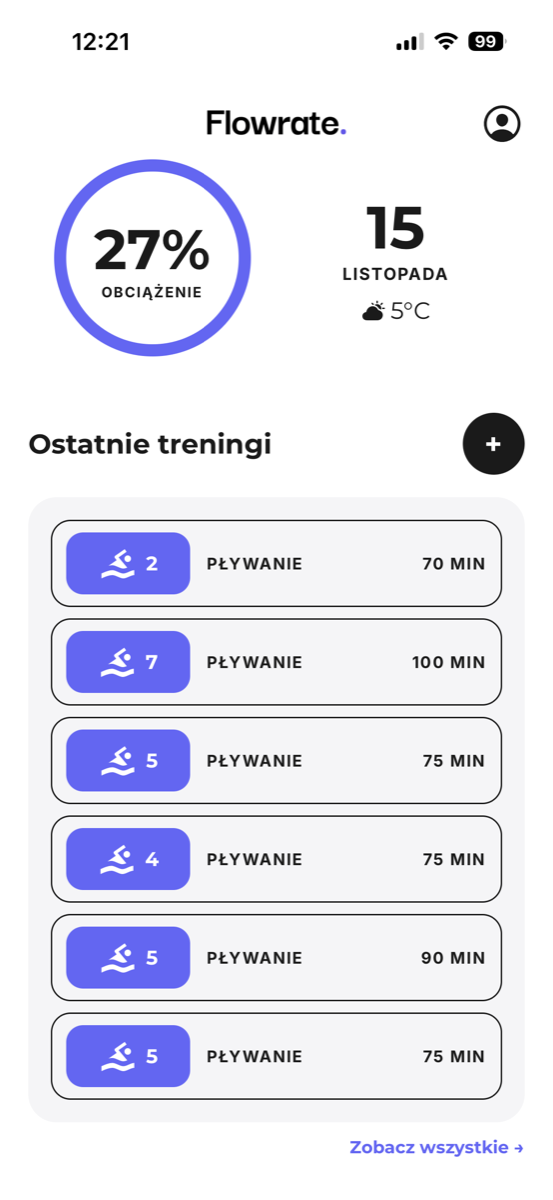 12:21
99
Flowrate.
27%
OBCIĄŻENIE
15
LISTOPADA
5°C
Ostatnie treningi
+
2 PŁYWANIE 70 MIN
7 PŁYWANIE 100 MIN
5 PŁYWANIE 75 MIN
4 PŁYWANIE 75 MIN
5 PŁYWANIE 90 MIN
5 PŁYWANIE 75 MIN
Zobacz wszystkie →